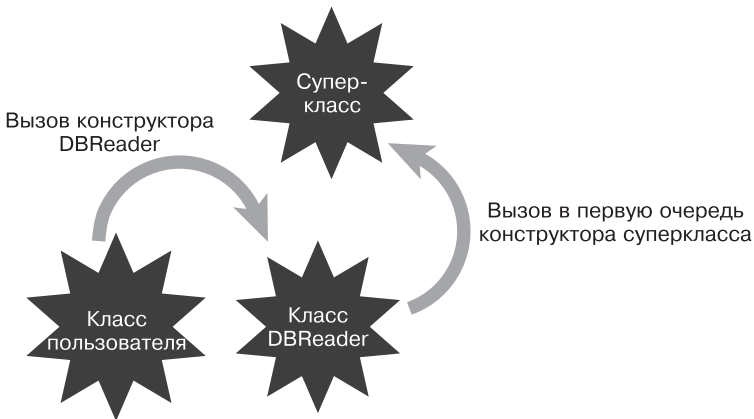 Супер-
класс
Вызов конструктора
DBReader
Вызов в первую очередь
конструктора суперкласса
Класс
пользователя
Класс
DBReader